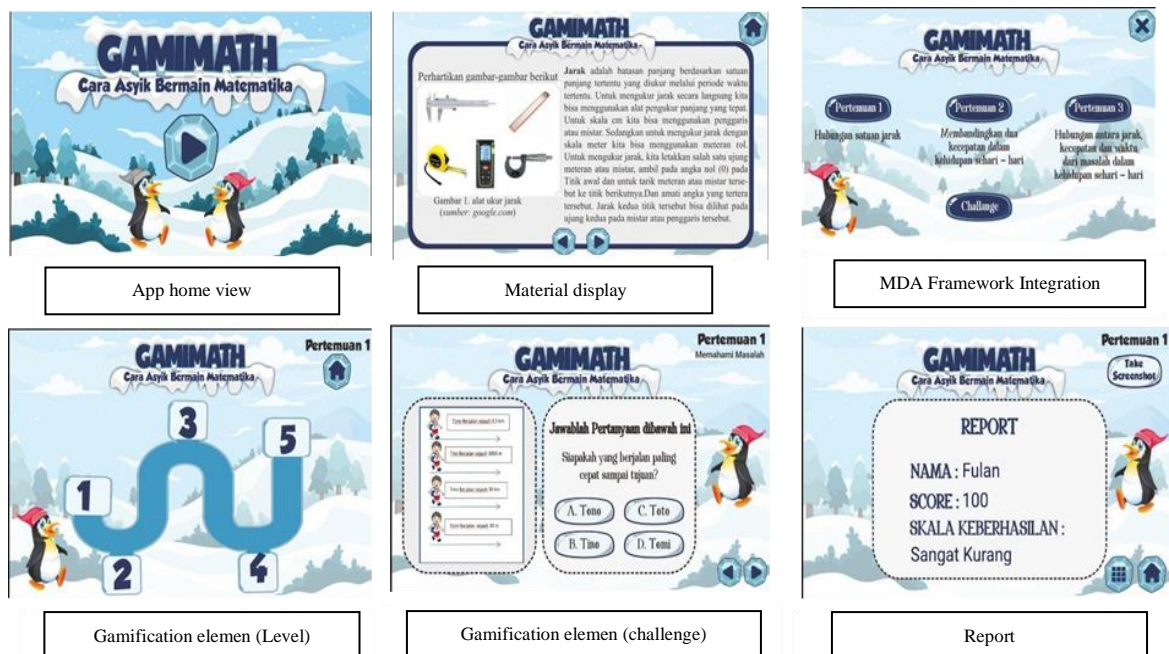 GAMIMATH
Cara Asyik Bermain Matematika
App home view
GAMIMATH
Cara Asyik Bermain Matematika
Perhartikan gambar-gambar berikut
Gambar 1. alat ukur jarak
(sumber: google.com)
Jarak adalah batasan panjang berdasarkan satuan
panjang tertentu yang diukur melalui periode waktu
tertentu. Untuk mengukur jarak secara langsung kita
bisa menggunakan alat pengukur panjang yang tepat.
Untuk skala cm kita bisa menggunakan penggaris
atau mistar. Sedangkan untuk mengukur jarak dengan
skala meter kita bisa menggunakan meteran rol.
Untuk mengukur jarak, kita letakkan salah satu ujung
meteran atau mistar, ambil pada angka nol (0) pada
Titik awal dan untuk tarik meteran atau mistar terse-
but ke titik berikutnya.Dan amati angka yang tertera
tersebut. Jarak kedua titik tersebut bisa dilihat pada
ujung kedua pada mistar atau penggaris tersebut.
Material display
GAMIMATH
Cara Asyik Bermain Matematika
Pertemuan 1
Hubungan satuan jarak
Pertemuan 2
Membandingkan dua
kecepatan dalam
kehidupan sehari - hari
Pertemuan 3
Hubungan antara jarak,
kecepatan dan waktu
dari masalah dalam
kehidupan sehari - hari
Challange
MDA Framework Integration
Pertemuan 1
GAMIMATH
Cara Asyik Bermain Matematika
1
2
3
4
5
Gamification elemen (Level)
Pertemuan 1
Memahami Masalah
GAMIMATH
Cara Asyik Bermain Matematika
Jawablah Pertanyaan dibawah ini
Siapakah yang berjalan paling
cepat sampai tujuan?
A. Tono
C. Toto
B. Tino
D. Tomi
Gamification elemen (challenge)
Pertemuan 1
Take
Screenshot
GAMIMATH
Cara Asyik Bermain Matematika
REPORT
NAMA : Fulan
SCORE : 100
SKALA KEBERHASILAN :
Sangat Kurang
Report